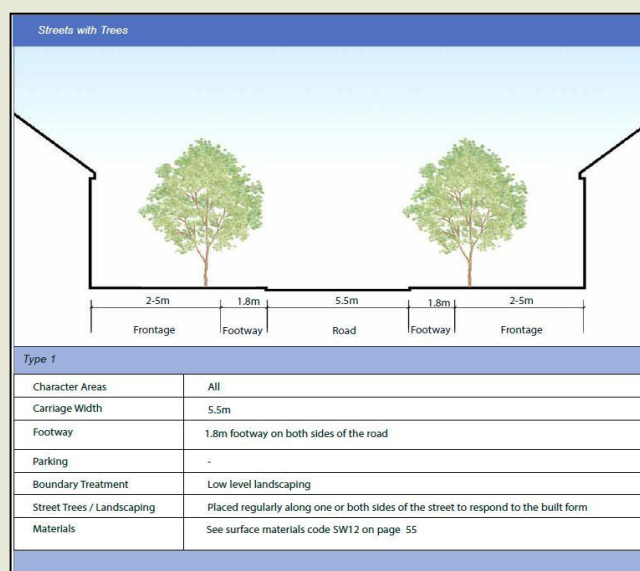 Streets with Trees
2-5m 1.8m 5.5m 1.8m 2-5m
Frontage Footway Road Footway Frontage
Type 1
Character Areas All
Carriage Width 5.5m
Footway 1.8m footway on both sides of the road
Parking -
Boundary Treatment Low level landscaping
Street Trees / Landscaping Placed regularly along one or both sides of the street to respond to the built form
Materials See surface materials code SW12 on page 55